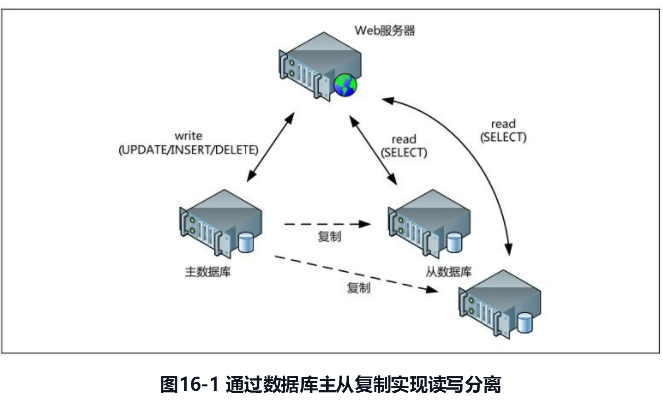 Web服务器
write
(UPDATE/INSERT/DELETE)
read
(SELECT)
read
(SELECT)
复制
主数据库
从数据库
复制
图16-1 通过数据库主从复制实现读写分离